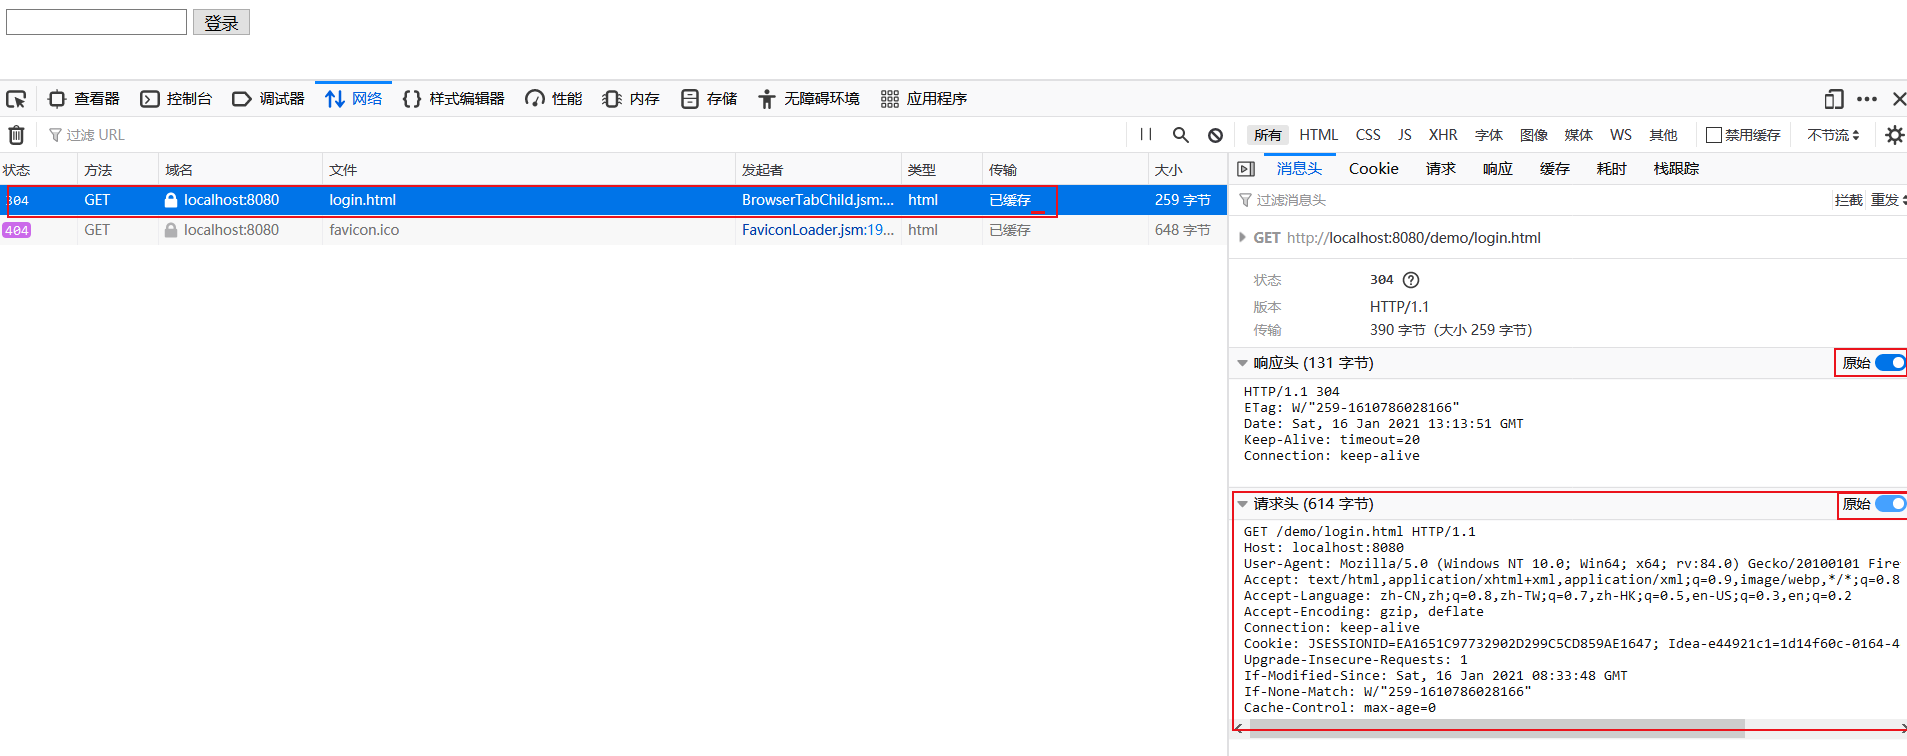 登录
查看器 控制台 调试器 网络 样式编辑器 性能 内存 存储 无障碍环境 应用程序
过滤 URL
所有 HTML CSS JS XHR 字体 图像 媒体 WS 其他 禁用缓存 不节流
状态 方法 域名 文件 发起者 类型 传输 大小
304 GET localhost:8080 login.html BrowserTabChild.jsm:... html 已缓存 259 字节
404 GET localhost:8080 favicon.ico FaviconLoader.jsm:19... html 已缓存 648 字节
消息头 Cookie 请求 响应 缓存 耗时 栈跟踪
过滤消息头 拦截 重发
GET http://localhost:8080/demo/login.html
状态 304
版本 HTTP/1.1
传输 390 字节（大小 259 字节）
响应头 (131 字节) 原始
HTTP/1.1 304
ETag: W/"259-1610786028166"
Date: Sat, 16 Jan 2021 13:13:51 GMT
Keep-Alive: timeout=20
Connection: keep-alive
请求头 (614 字节) 原始
GET /demo/login.html HTTP/1.1
Host: localhost:8080
User-Agent: Mozilla/5.0 (Windows NT 10.0; Win64; x64; rv:84.0) Gecko/20100101 Fire
Accept: text/html,application/xhtml+xml,application/xml;q=0.9,image/webp,*/*;q=0.8
Accept-Language: zh-CN,zh;q=0.8,zh-TW;q=0.7,zh-HK;q=0.5,en-US;q=0.3,en;q=0.2
Accept-Encoding: gzip, deflate
Connection: keep-alive
Cookie: JSESSIONID=EA1651C97732902D299C5CD859AE1647; Idea-e44921c1=1d14f60c-0164-4
Upgrade-Insecure-Requests: 1
If-Modified-Since: Sat, 16 Jan 2021 08:33:48 GMT
If-None-Match: W/"259-1610786028166"
Cache-Control: max-age=0